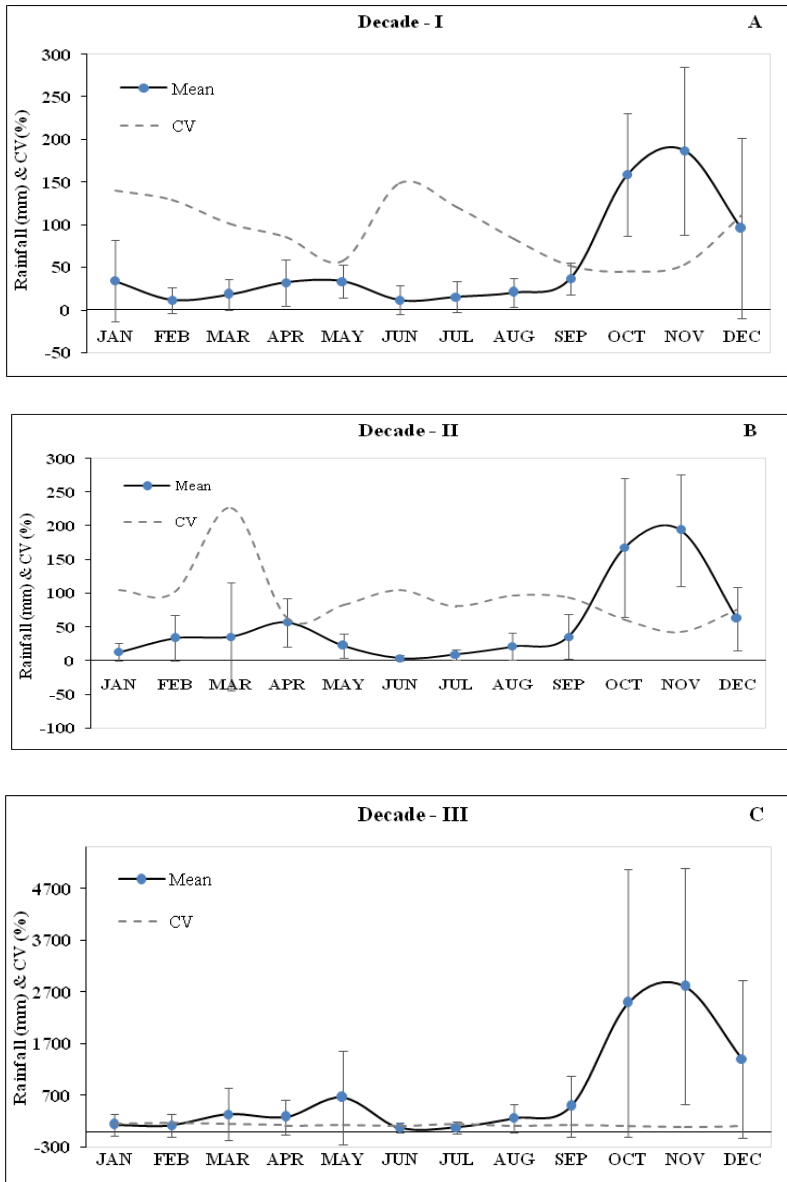 Decade - I A
300
250
200
150
100
50
0
-50
Rainfall (mm) & CV(%)
Mean
CV
JAN FEB MAR APR MAY JUN JUL AUG SEP OCT NOV DEC
Decade - II B
300
250
200
150
100
50
0
-50
-100
Rainfall (mm) & CV (%)
Mean
CV
JAN FEB MAR APR MAY JUN JUL AUG SEP OCT NOV DEC
Decade - III C
4700
3700
2700
1700
700
-300
Rainfall (mm) & CV (%)
Mean
CV
JAN FEB MAR APR MAY JUN JUL AUG SEP OCT NOV DEC